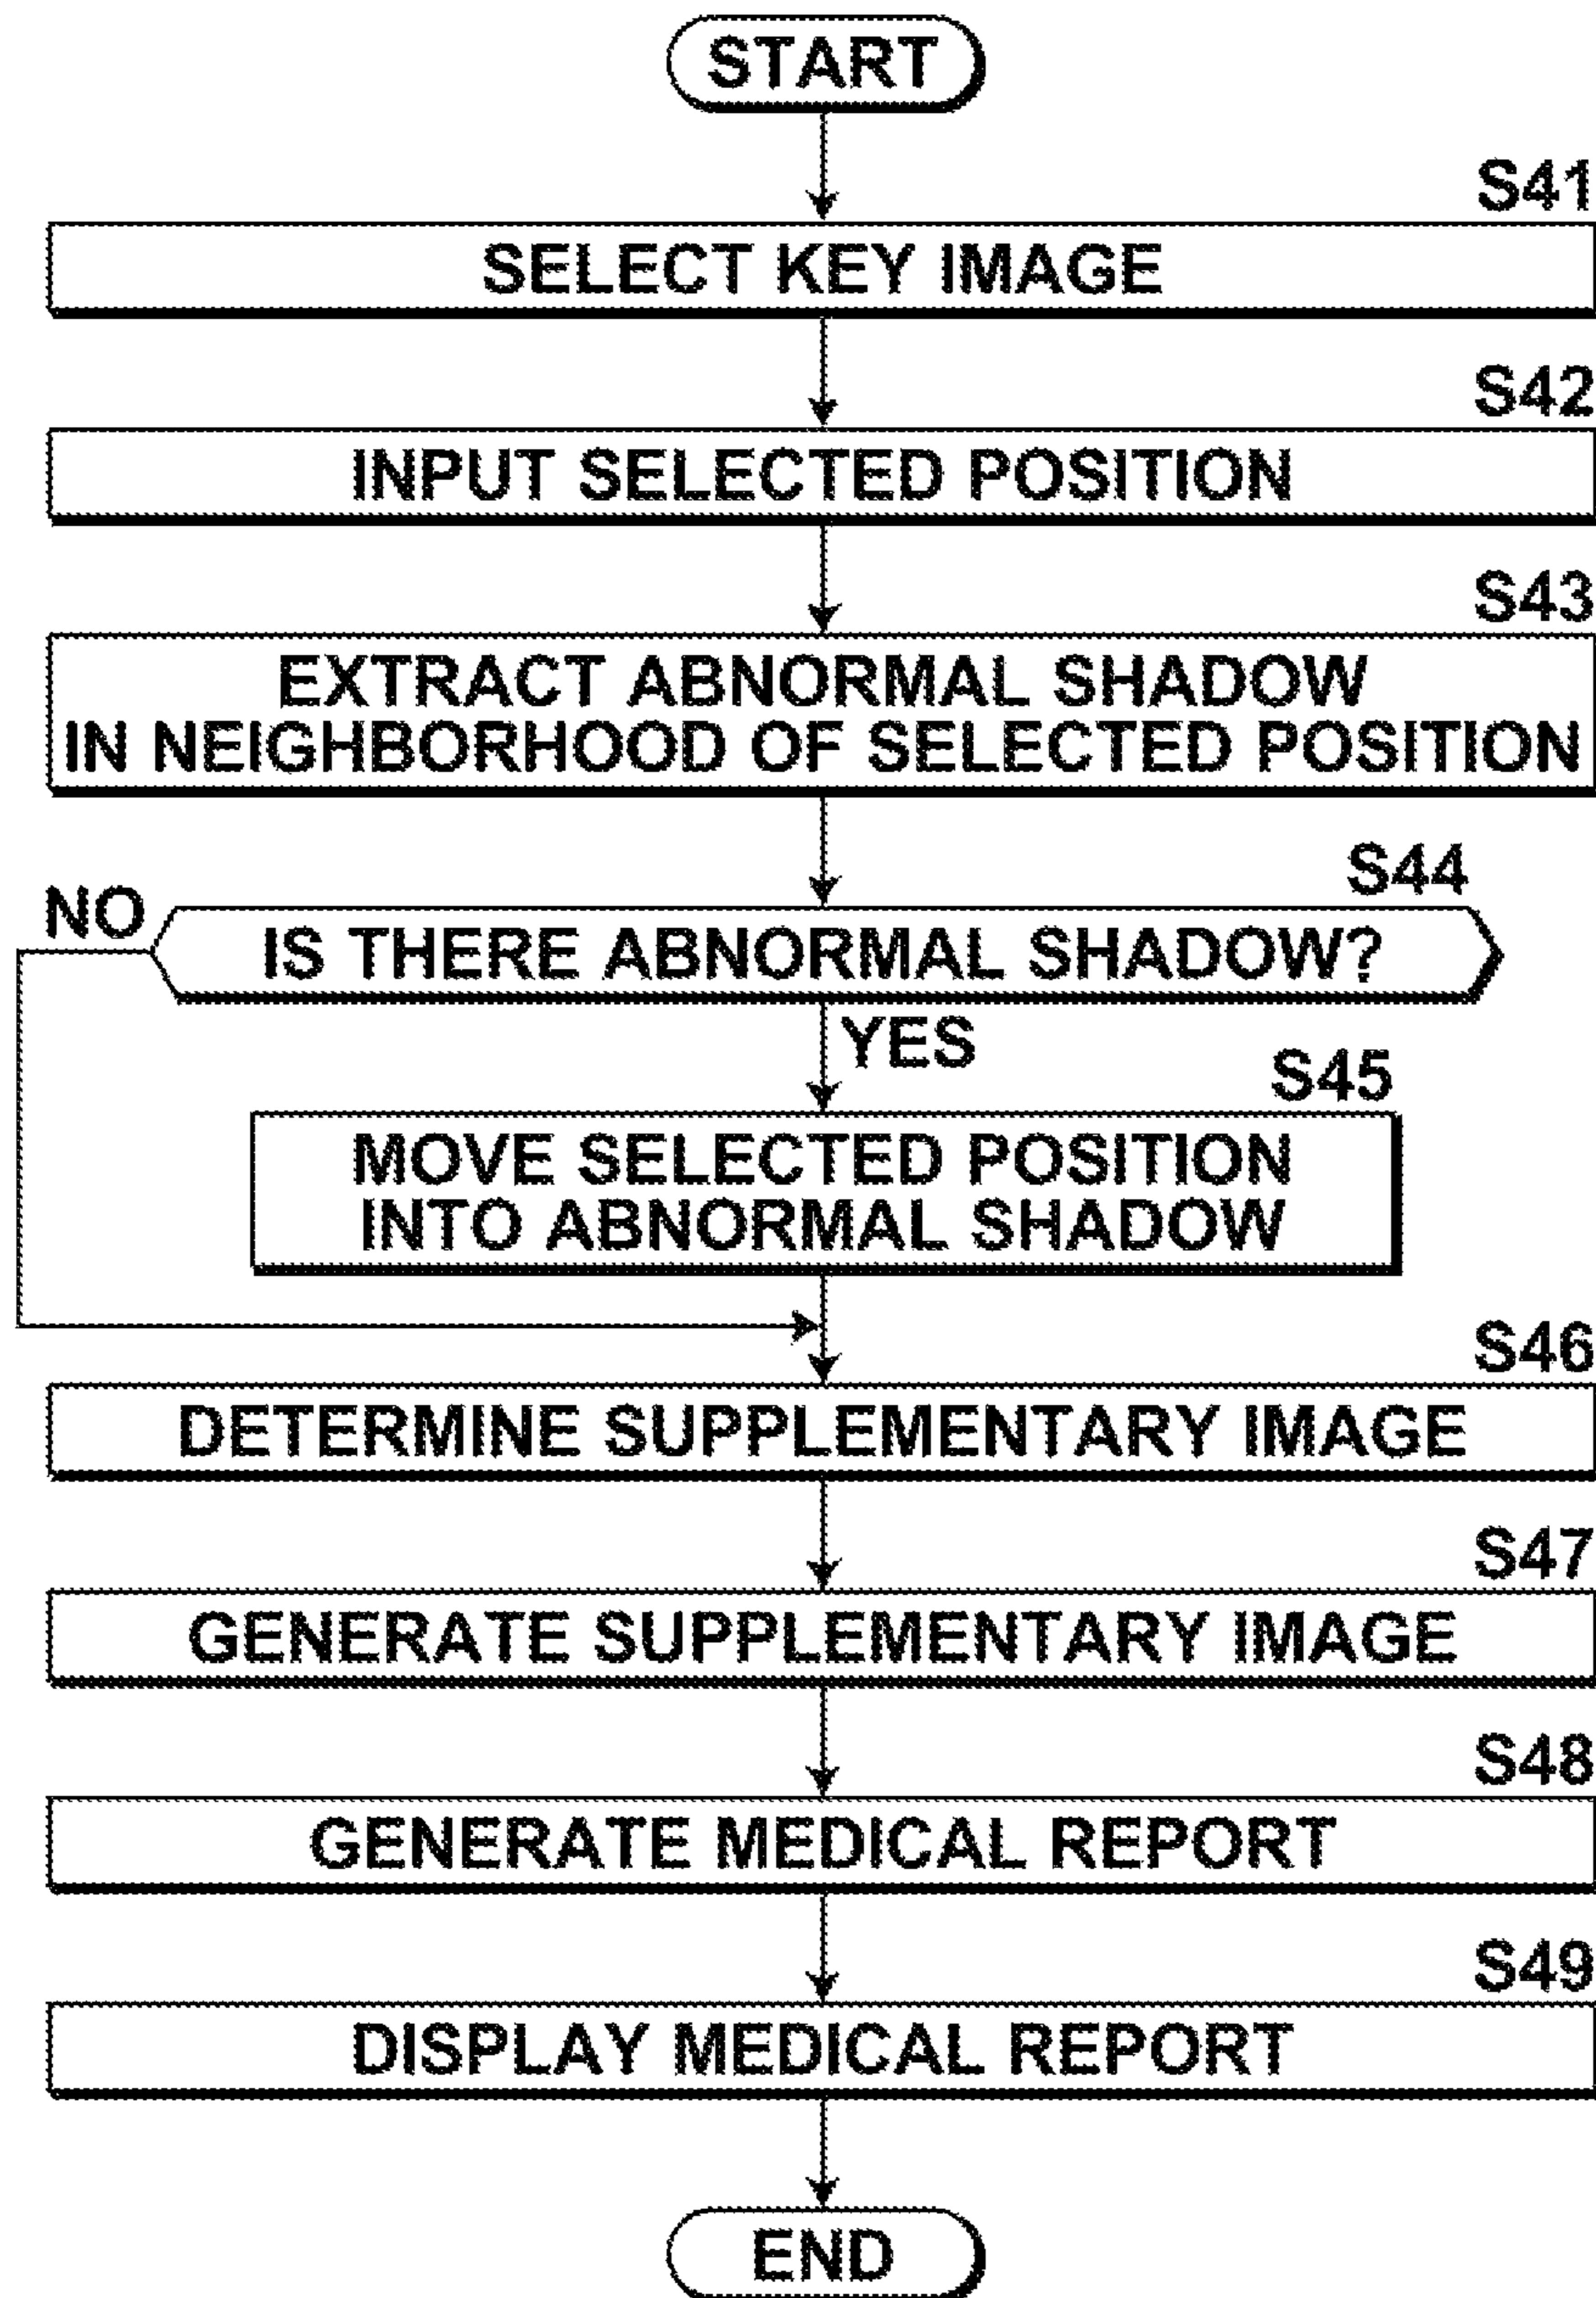 START
S41
SELECT KEY IMAGE
S42
INPUT SELECTED POSITION
S43
EXTRACT ABNORMAL SHADOW
IN NEIGHBORHOOD OF SELECTED POSITION
S44
NO
IS THERE ABNORMAL SHADOW?
YES
S45
MOVE SELECTED POSITION
INTO ABNORMAL SHADOW
S46
DETERMINE SUPPLEMENTARY IMAGE
S47
GENERATE SUPPLEMENTARY IMAGE
S48
GENERATE MEDICAL REPORT
S49
DISPLAY MEDICAL REPORT
END